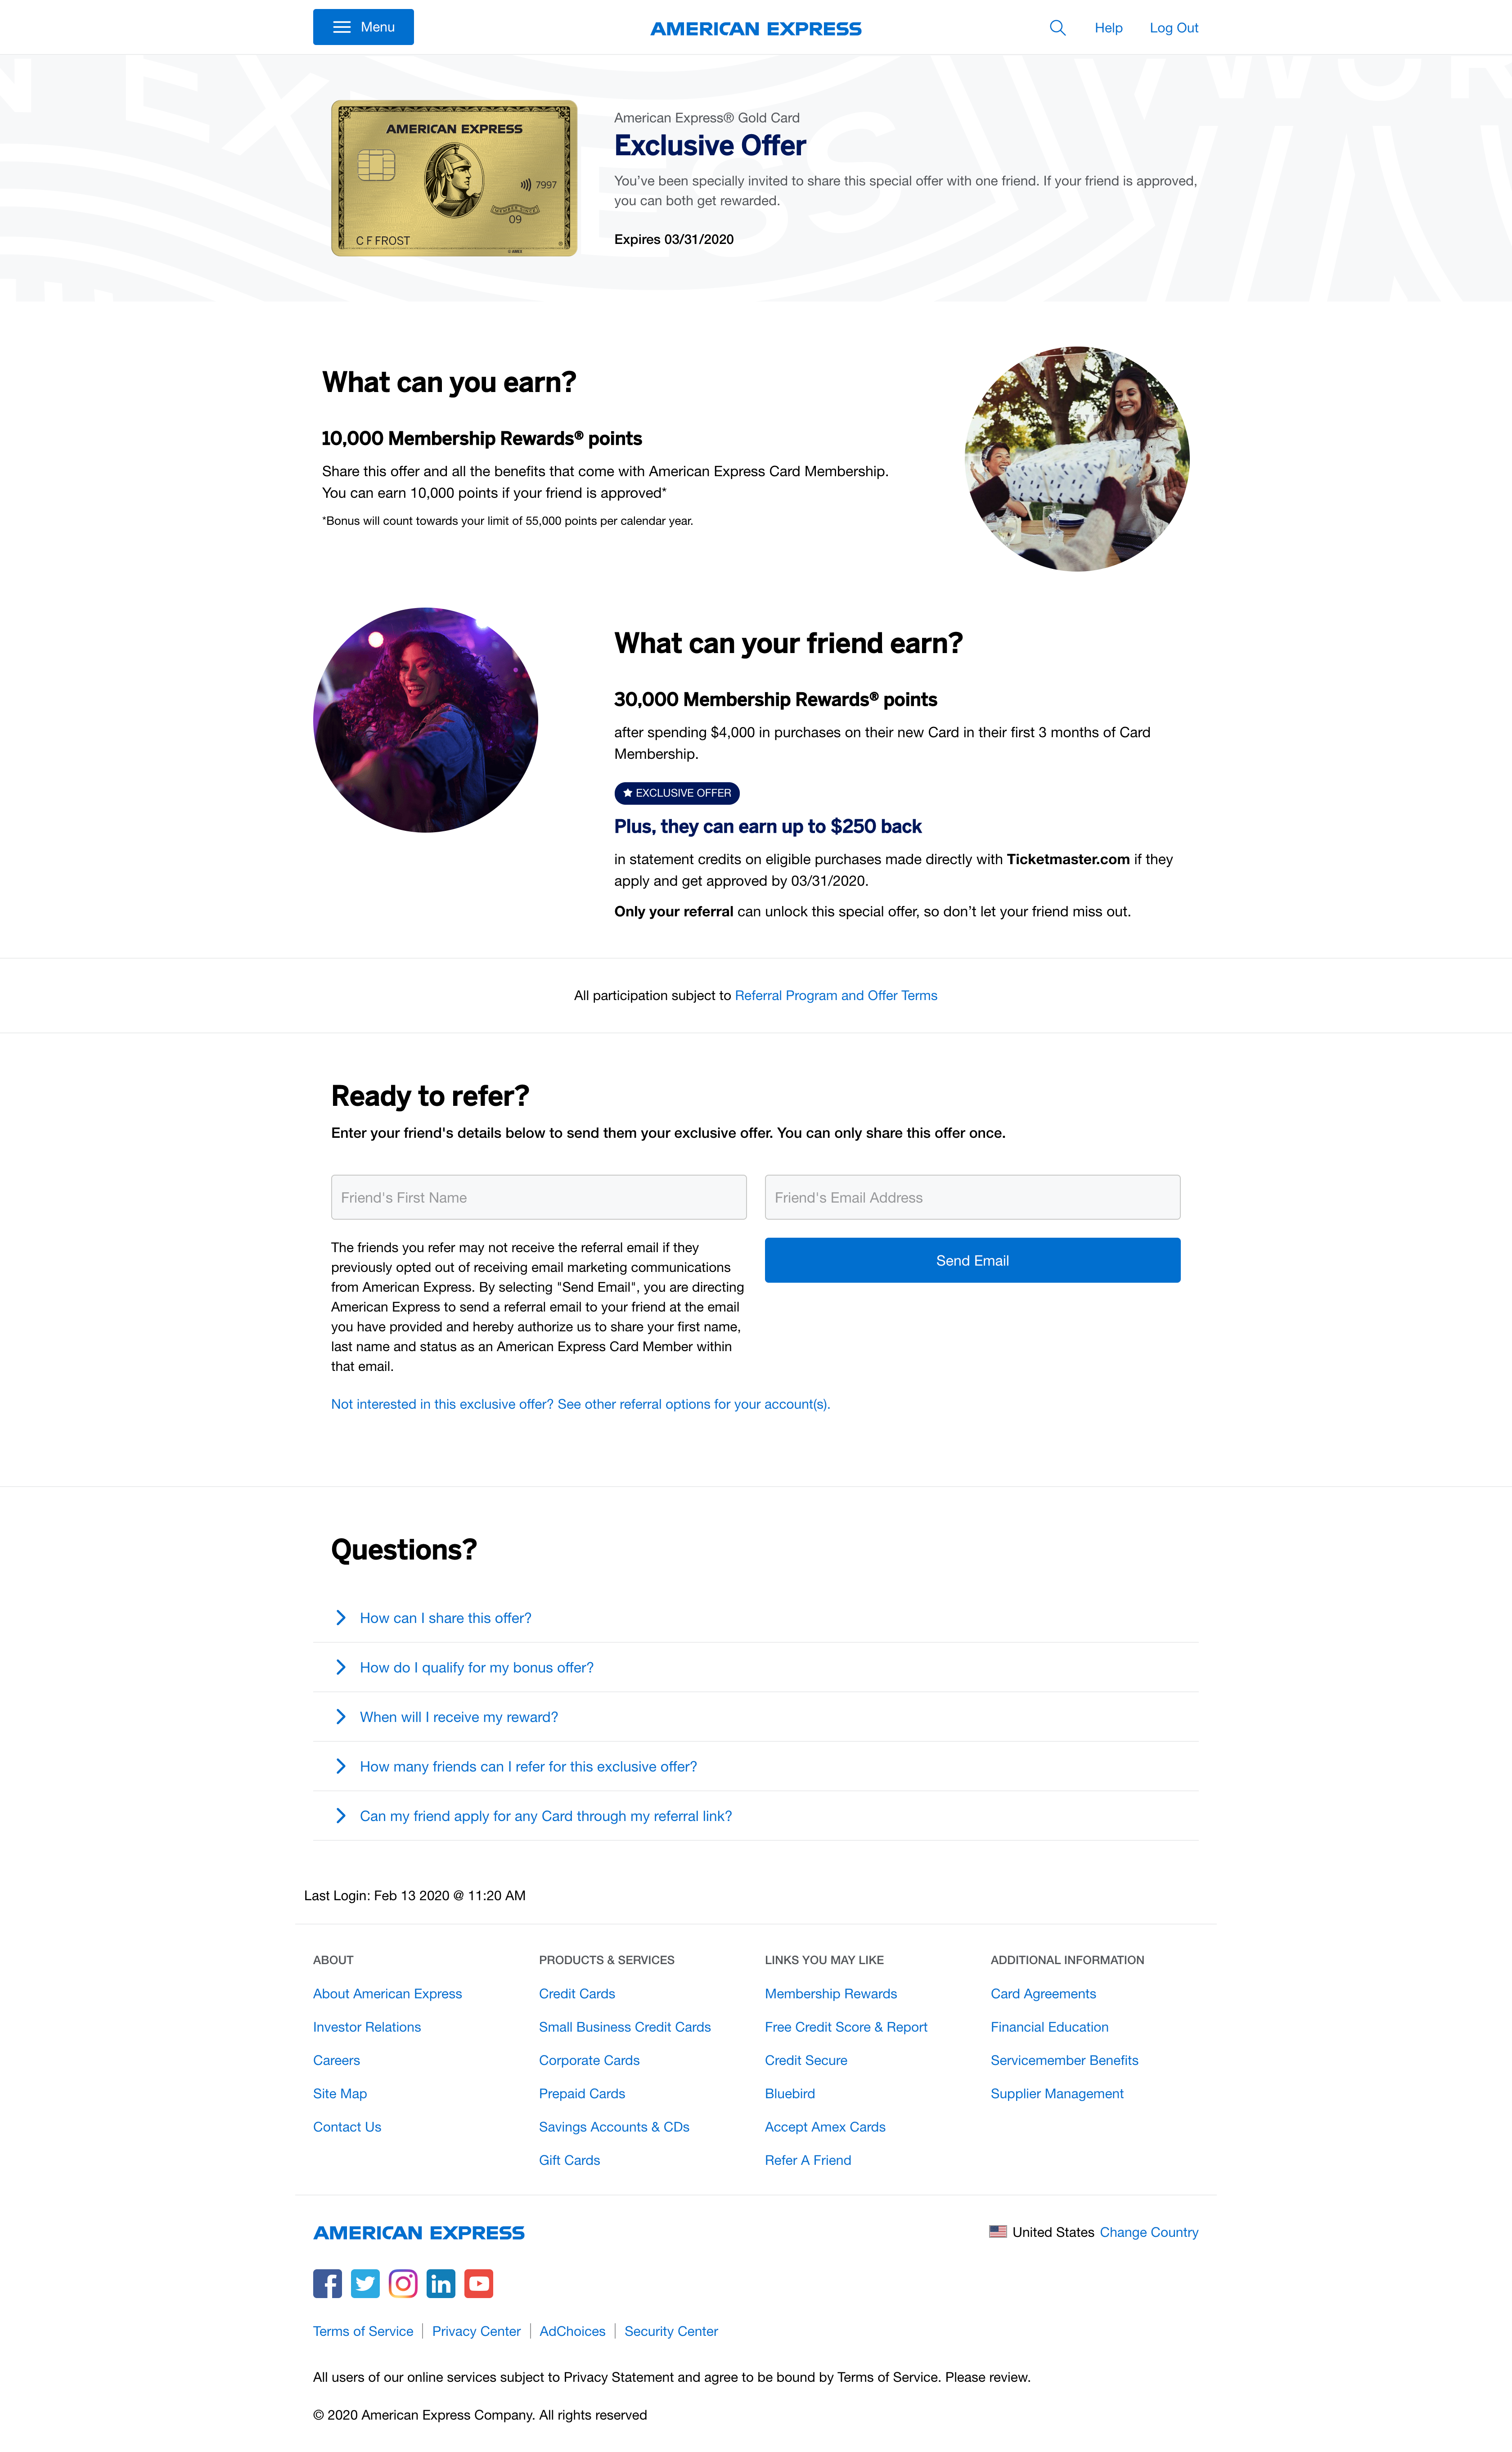 Menu
AMERICAN EXPRESS
Help
Log Out
AMERICAN EXPRESS
7997
MEMBER SINCE
09
C F FROST
© AMEX
American Express® Gold Card
Exclusive Offer
You’ve been specially invited to share this special offer with one friend. If your friend is approved,
you can both get rewarded.
Expires 03/31/2020
What can you earn?
10,000 Membership Rewards® points
Share this offer and all the benefits that come with American Express Card Membership.
You can earn 10,000 points if your friend is approved*
*Bonus will count towards your limit of 55,000 points per calendar year.
What can your friend earn?
30,000 Membership Rewards® points
after spending $4,000 in purchases on their new Card in their first 3 months of Card
Membership.
EXCLUSIVE OFFER
Plus, they can earn up to $250 back
in statement credits on eligible purchases made directly with Ticketmaster.com if they
apply and get approved by 03/31/2020.
Only your referral can unlock this special offer, so don’t let your friend miss out.
All participation subject to Referral Program and Offer Terms
Ready to refer?
Enter your friend's details below to send them your exclusive offer. You can only share this offer once.
Friend's First Name
Friend's Email Address
The friends you refer may not receive the referral email if they
previously opted out of receiving email marketing communications
from American Express. By selecting "Send Email", you are directing
American Express to send a referral email to your friend at the email
you have provided and hereby authorize us to share your first name,
last name and status as an American Express Card Member within
that email.
Send Email
Not interested in this exclusive offer? See other referral options for your account(s).
Questions?
How can I share this offer?
How do I qualify for my bonus offer?
When will I receive my reward?
How many friends can I refer for this exclusive offer?
Can my friend apply for any Card through my referral link?
Last Login: Feb 13 2020 @ 11:20 AM
ABOUT
About American Express
Investor Relations
Careers
Site Map
Contact Us
PRODUCTS & SERVICES
Credit Cards
Small Business Credit Cards
Corporate Cards
Prepaid Cards
Savings Accounts & CDs
Gift Cards
LINKS YOU MAY LIKE
Membership Rewards
Free Credit Score & Report
Credit Secure
Bluebird
Accept Amex Cards
Refer A Friend
ADDITIONAL INFORMATION
Card Agreements
Financial Education
Servicemember Benefits
Supplier Management
AMERICAN EXPRESS
United States Change Country
Terms of Service
Privacy Center
AdChoices
Security Center
All users of our online services subject to Privacy Statement and agree to be bound by Terms of Service. Please review.
© 2020 American Express Company. All rights reserved